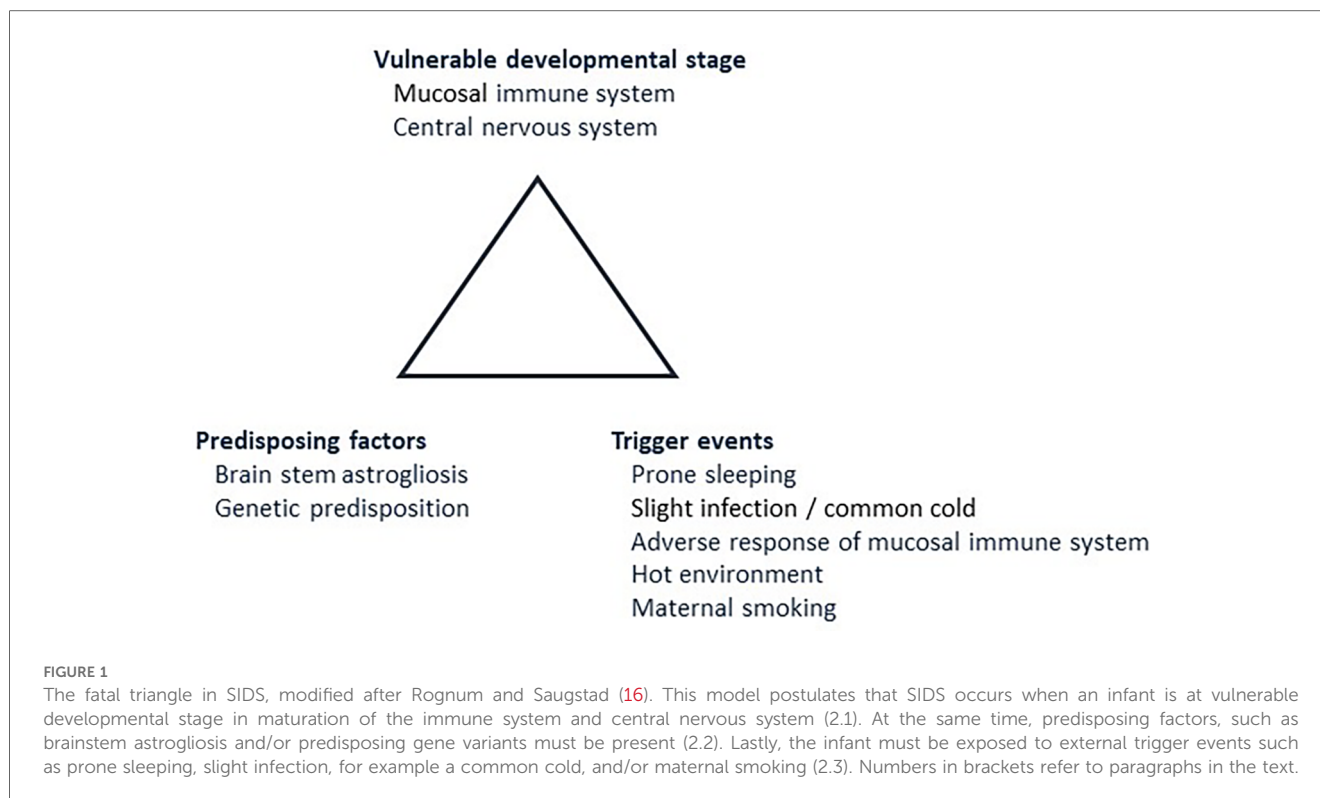 Vulnerable developmental stage
Mucosal immune system
Central nervous system
Predisposing factors
Brain stem astrogliosis
Genetic predisposition
Trigger events
Prone sleeping
Slight infection / common cold
Adverse response of mucosal immune system
Hot environment
Maternal smoking
FIGURE 1
The fatal triangle in SIDS, modified after Rognum and Saugstad (16). This model postulates that SIDS occurs when an infant is at vulnerable
developmental stage in maturation of the immune system and central nervous system (2.1). At the same time, predisposing factors, such as
brainstem astrogliosis and/or predisposing gene variants must be present (2.2). Lastly, the infant must be exposed to external trigger events such
as prone sleeping, slight infection, for example a common cold, and/or maternal smoking (2.3). Numbers in brackets refer to paragraphs in the text.